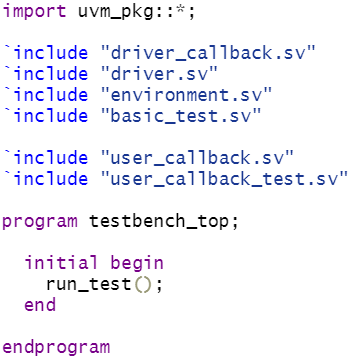 import uvm_pkg::*;
`include "driver_callback.sv"
`include "driver.sv"
`include "environment.sv"
`include "basic_test.sv"
`include "user_callback.sv"
`include "user_callback_test.sv"
program testbench_top;
initial begin
run_test();
end
endprogram